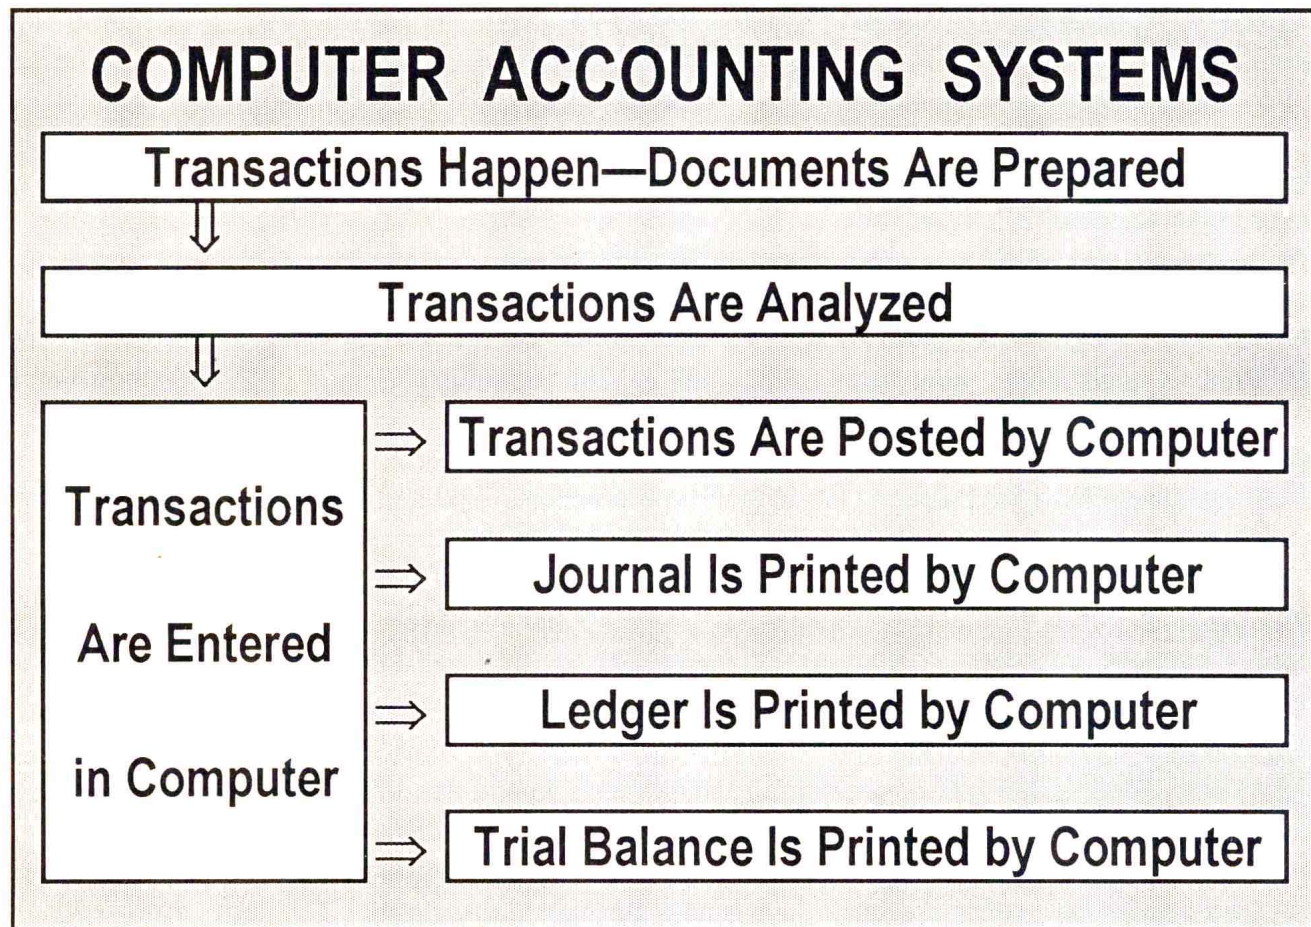 COMPUTER ACCOUNTING SYSTEMS
Transactions Happen—Documents Are Prepared
Transactions Are Analyzed
Transactions
Are Entered
in Computer
Transactions Are Posted by Computer
Journal Is Printed by Computer
Ledger Is Printed by Computer
Trial Balance Is Printed by Computer